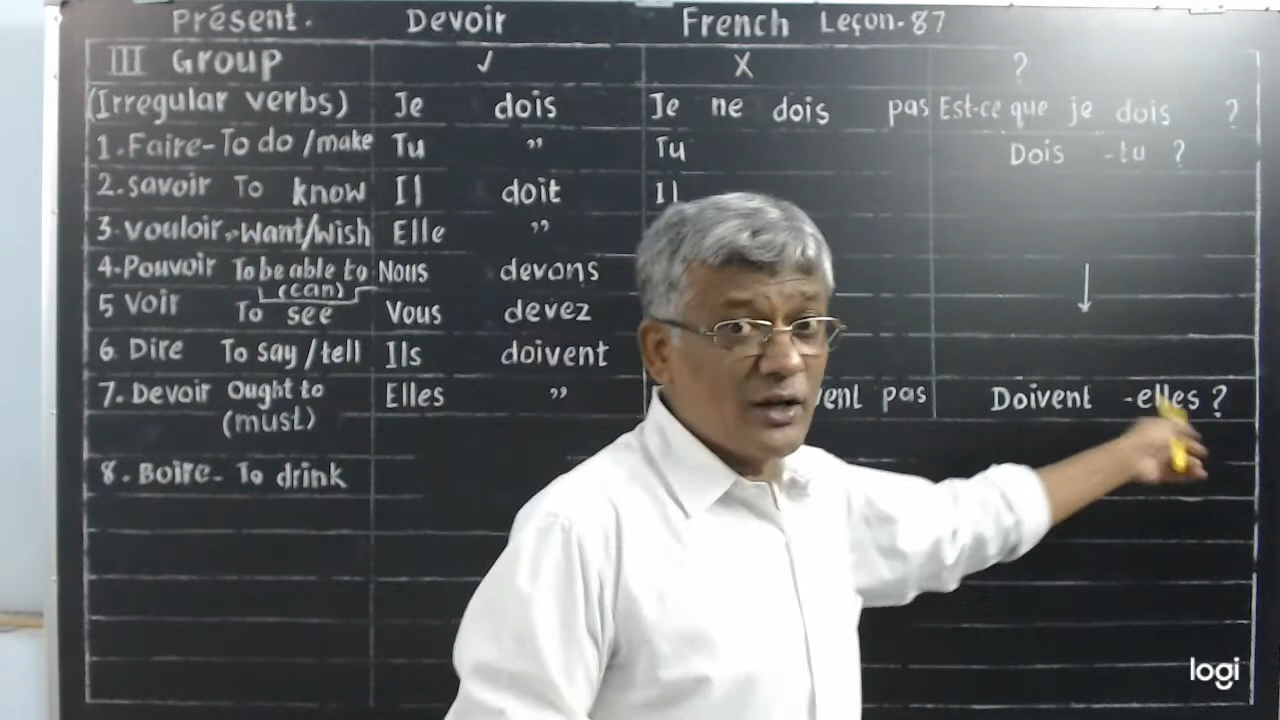 Présent. Devoir French Leçon-87
III Group ✓ X ?
(Irregular verbs) Je dois Je ne dois pas Est-ce que je dois ?
1.Faire-To do /make Tu " Tu Dois -tu ?
2.savoir To know Il doit Il
3-vouloir.-Want/Wish Elle "
4-Pouvoir To be able to Nous devons
(can)
5 Voir To see Vous devez
6. Dire To say/tell Ils doivent
7.Devoir Ought to Elles " vent pas Doivent -elles ?
(must)
8.Boire- To drink
logi